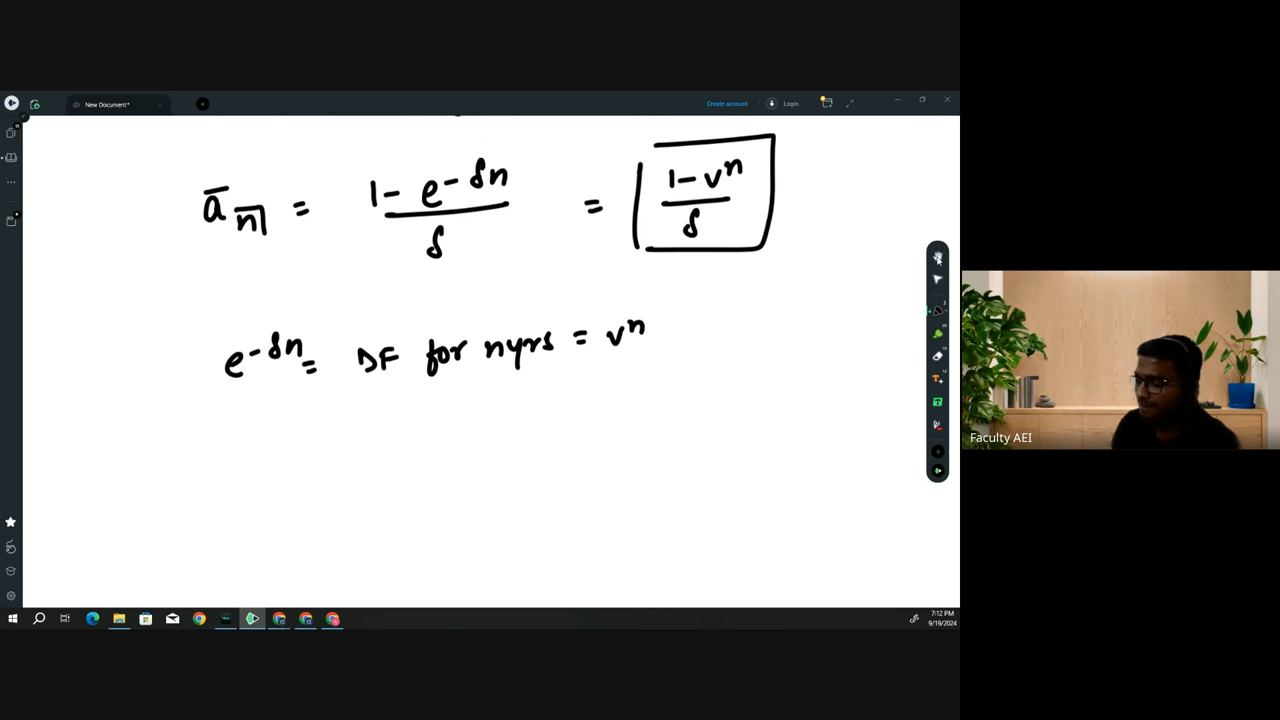 New Document*
Create account
Login
ā n̅| = 1 - e^-δn / δ = 1 - v^n / δ
e^-δn = DF for n yrs = v^n
Faculty AEI
7:12 PM
9/19/2024